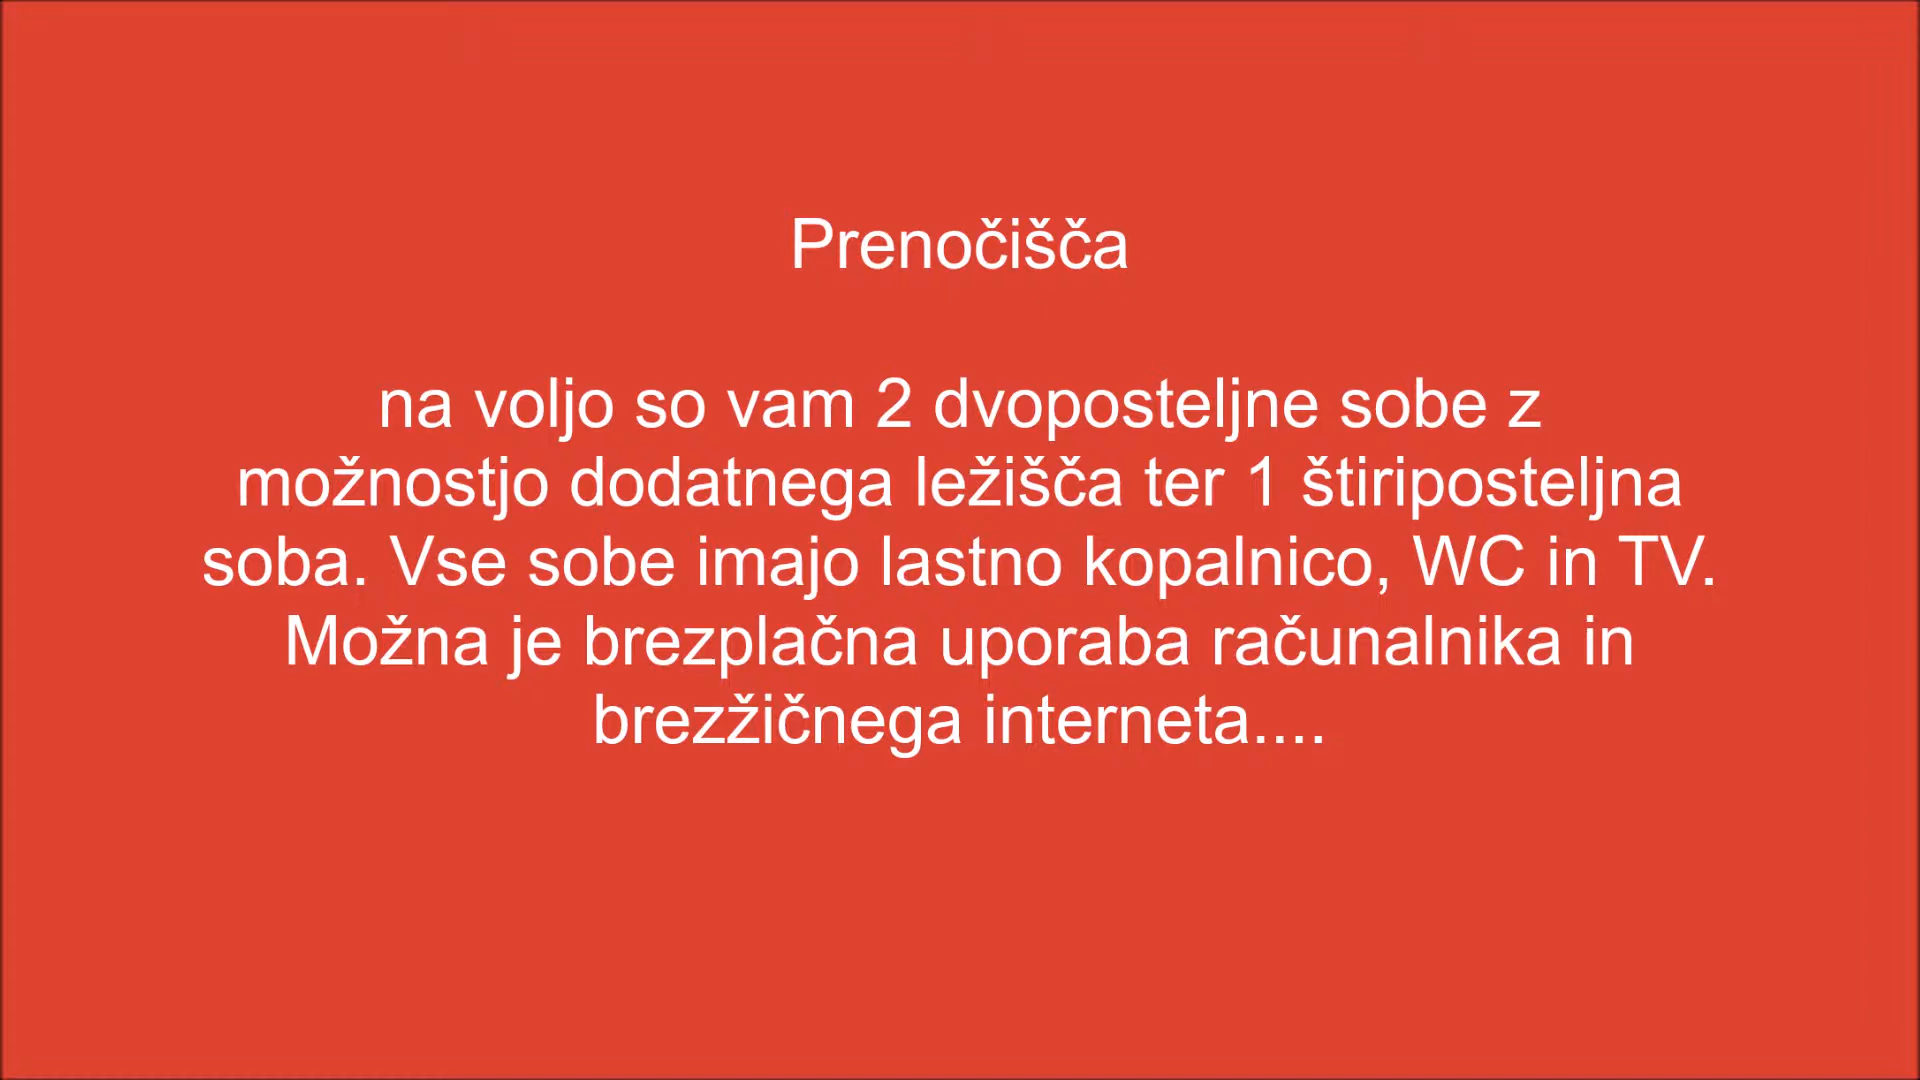 Prenočišča
na voljo so vam 2 dvoposteljne sobe z
možnostjo dodatnega ležišča ter 1 štiriposteljna
soba. Vse sobe imajo lastno kopalnico, WC in TV.
Možna je brezplačna uporaba računalnika in
brezžičnega interneta....